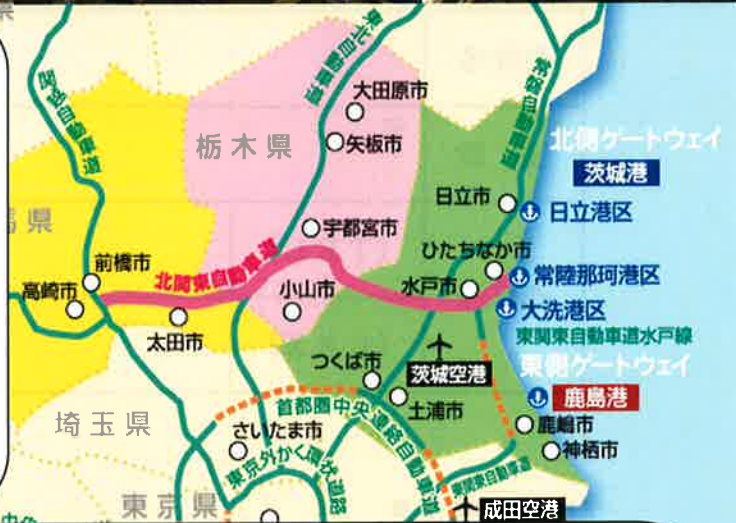 県
東北自動車道
常磐自動車道
関越自動車道
大田原市
栃木県
矢板市
北側ゲートウェイ
茨城港
日立市
日立港区
馬県
宇都宮市
ひたちなか市
前橋市
北関東自動車道
常陸那珂港区
高崎市
小山市
水戸市
大洗港区
太田市
東関東自動車道水戸線
東側ゲートウェイ
つくば市
茨城空港
鹿島港
首都圏中央連絡自動車道
土浦市
埼玉県
さいたま市
鹿嶋市
神栖市
東京外かく環状道路
東関東自動車道
東京県
成田空港